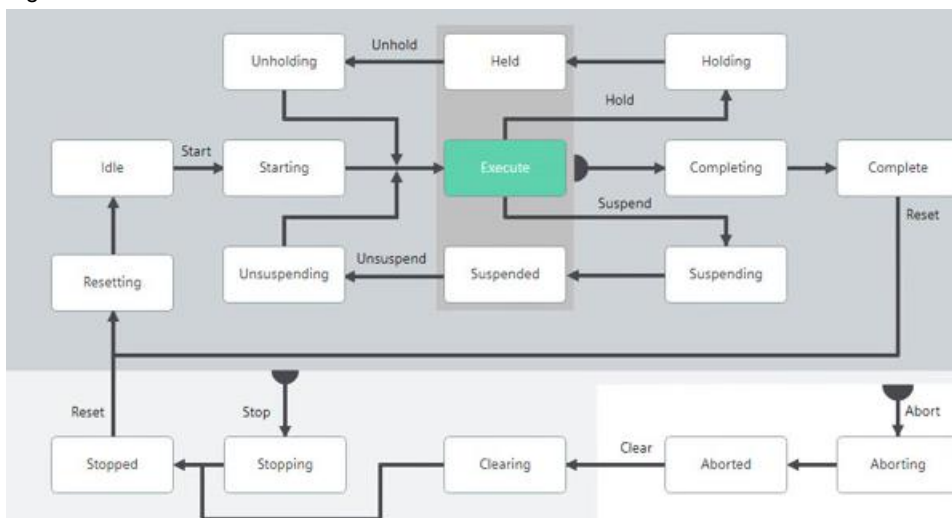 Unhold
Unholding
Held
Holding
Hold
Idle
Start
Starting
Execute
Completing
Complete
Suspend
Reset
Unsuspend
Resetting
Unsuspending
Suspended
Suspending
Reset
Stop
Abort
Clear
Stopped
Stopping
Clearing
Aborted
Aborting